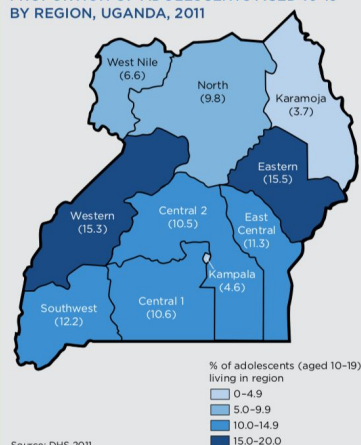 BY REGION, UGANDA, 2011
West Nile
(6.6)
North
(9.8)
Karamoja
(3.7)
Eastern
(15.5)
Western
(15.3)
Central 2
(10.5)
East
Central
(11.3)
Kampala
(4.6)
Southwest
(12.2)
Central 1
(10.6)
% of adolescents (aged 10–19)
living in region
0–4.9
5.0–9.9
10.0–14.9
15.0–20.0
Source: DHS 2011